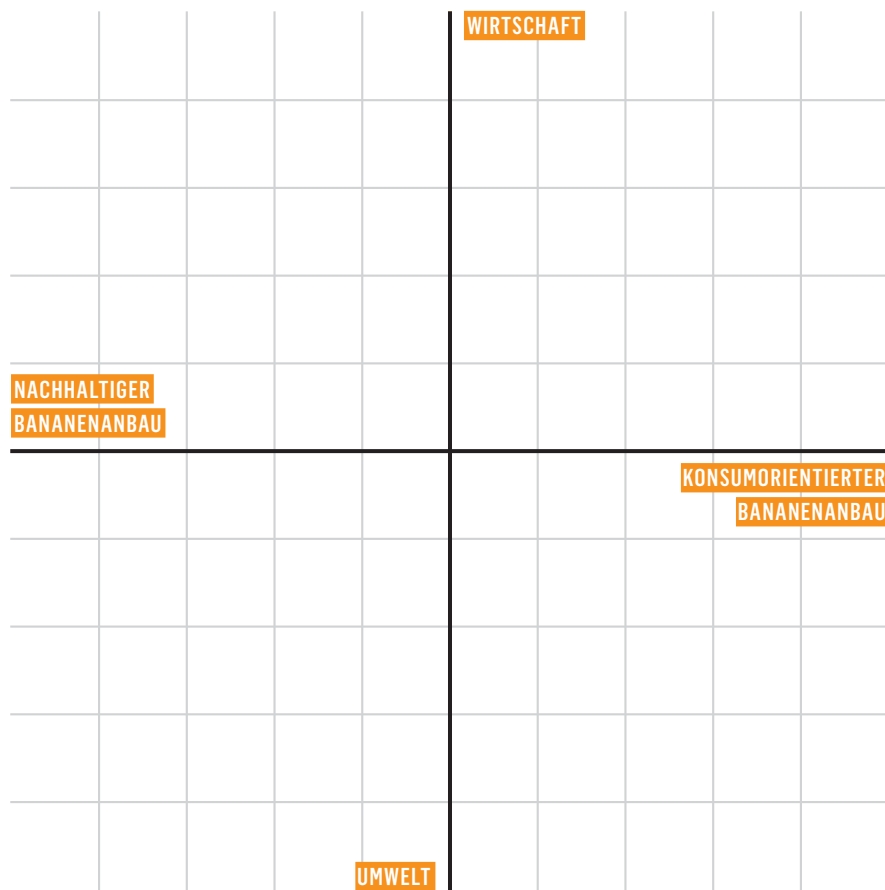 WIRTSCHAFT
NACHHALTIGER
BANANENANBAU
KONSUMORIENTIERTER
BANANENANBAU
UMWELT